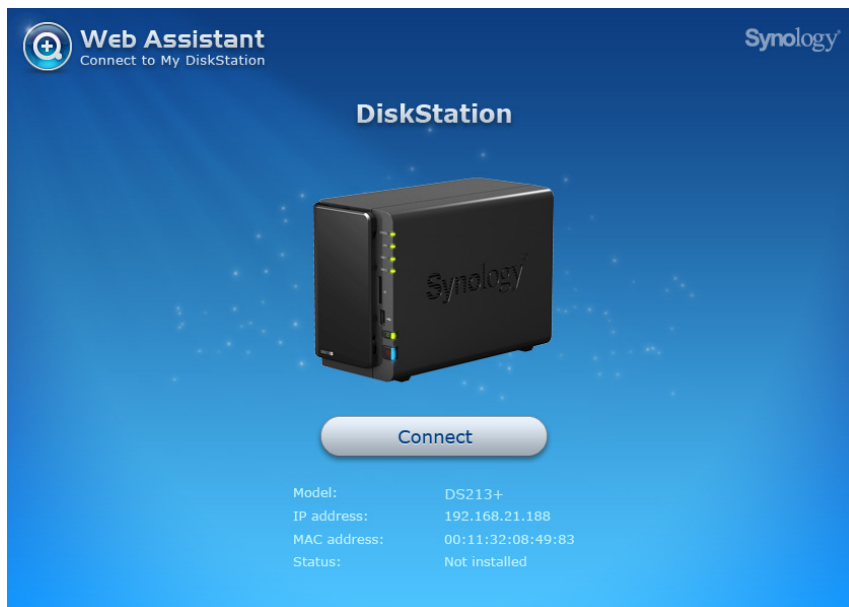 Web Assistant
Connect to My DiskStation
Synology
DiskStation
Synology
Connect
Model: DS213+
IP address: 192.168.21.188
MAC address: 00:11:32:08:49:83
Status: Not installed